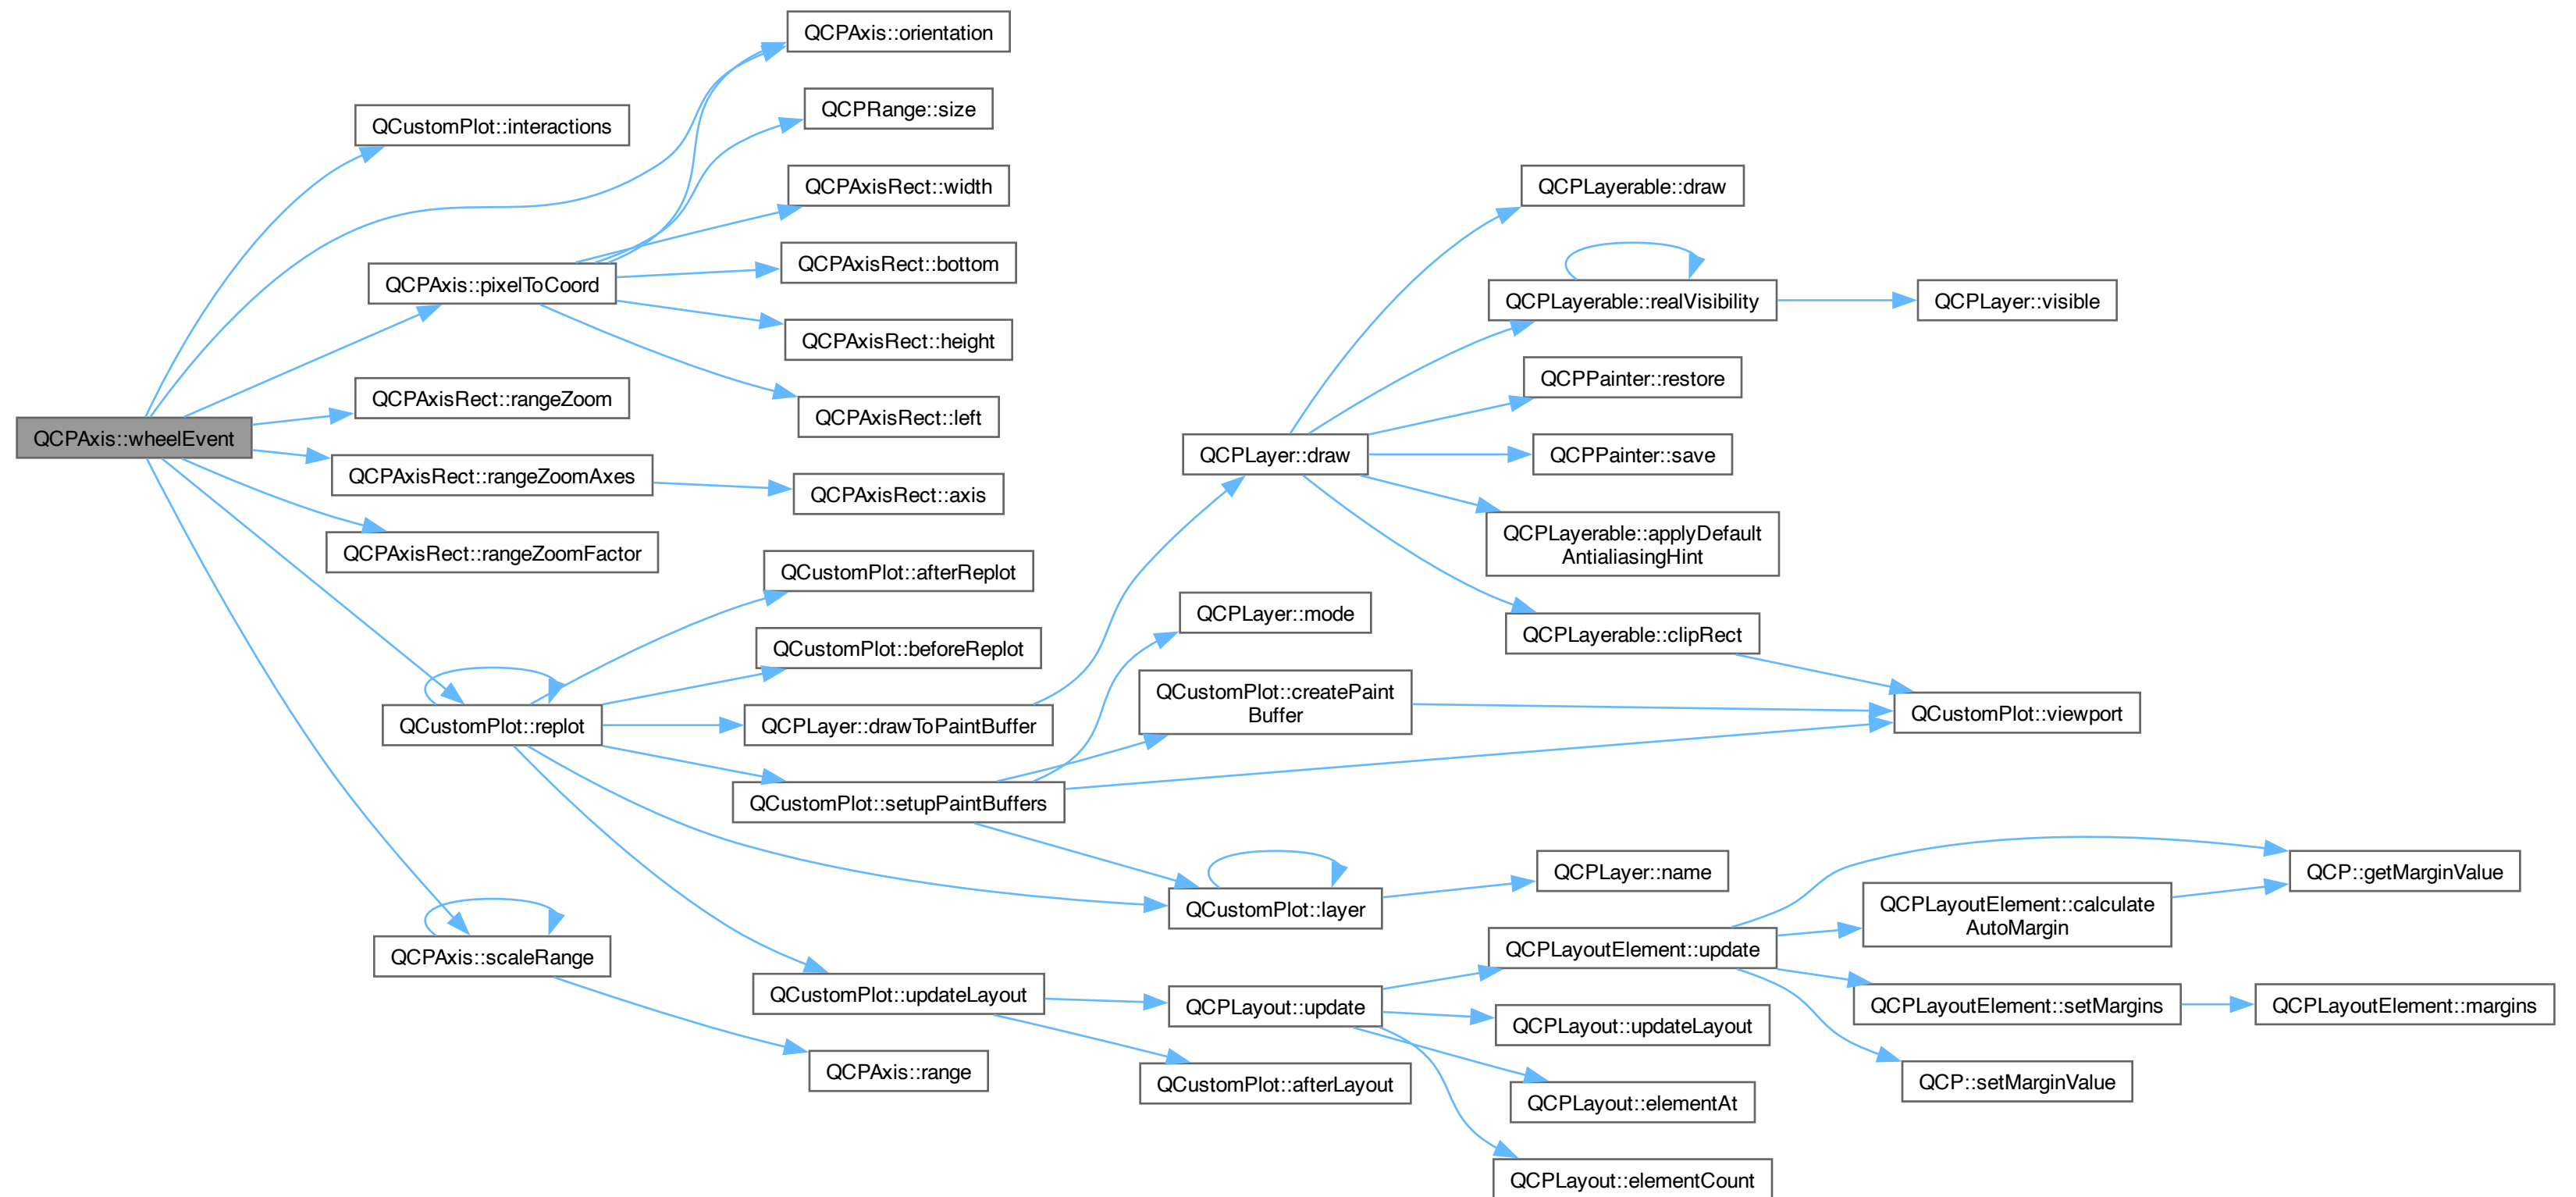 QCPAxis::wheelEvent
QCustomPlot::interactions
QCPAxis::pixelToCoord
QCPAxisRect::rangeZoom
QCPAxisRect::rangeZoomAxes
QCPAxisRect::rangeZoomFactor
QCustomPlot::replot
QCPAxis::scaleRange
QCPAxis::orientation
QCPRange::size
QCPAxisRect::width
QCPAxisRect::bottom
QCPAxisRect::height
QCPAxisRect::left
QCPAxisRect::axis
QCustomPlot::afterReplot
QCustomPlot::beforeReplot
QCPLayer::drawToPaintBuffer
QCustomPlot::setupPaintBuffers
QCustomPlot::updateLayout
QCPAxis::range
QCPLayer::draw
QCPLayer::mode
QCustomPlot::createPaint
Buffer
QCustomPlot::layer
QCPLayout::update
QCustomPlot::afterLayout
QCPLayerable::draw
QCPLayerable::realVisibility
QCPPainter::restore
QCPPainter::save
QCPLayerable::applyDefault
AntialiasingHint
QCPLayerable::clipRect
QCPLayer::name
QCPLayoutElement::update
QCPLayout::updateLayout
QCPLayout::elementAt
QCPLayout::elementCount
QCPLayer::visible
QCustomPlot::viewport
QCPLayoutElement::calculate
AutoMargin
QCPLayoutElement::setMargins
QCP::setMarginValue
QCP::getMarginValue
QCPLayoutElement::margins